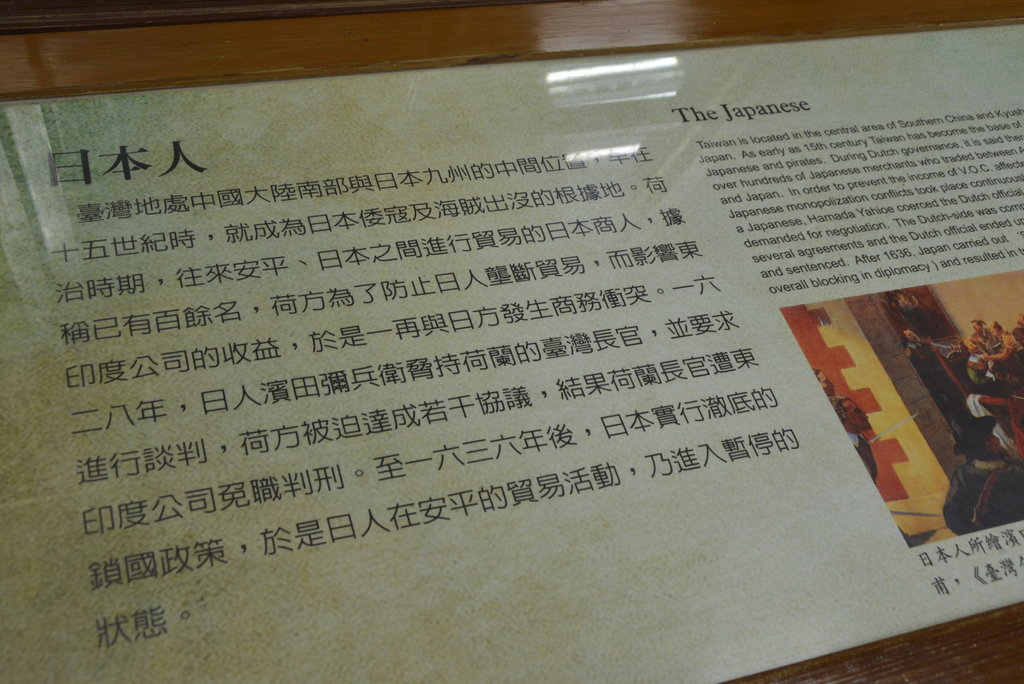 日本人
臺灣地處中國大陸南部與日本九州的中間位置，早在
十五世紀時，就成為日本倭寇及海賊出沒的根據地。荷
治時期，往來安平、日本之間進行貿易的日本商人，據
稱已有百餘名，荷方為了防止日人壟斷貿易，而影響東
印度公司的收益，於是一再與日方發生商務衝突。一六
二八年，日人濱田彌兵衛脅持荷蘭的臺灣長官，並要求
進行談判，荷方被迫達成若干協議，結果荷蘭長官遭東
印度公司免職判刑。至一六三六年後，日本實行澈底的
鎖國政策，於是日人在安平的貿易活動，乃進入暫停的
狀態。
The Japanese
Taiwan is located in the central area of Southern China and
Japan. As early as 15th century Taiwan has become the base of
Japanese and pirates. During Dutch governance, it is said
over hundreds of Japanese merchants who traded between
and Japan. In order to prevent the income of V.O.C.
Japanese monopolization conflicts took place
a Japanese, Hamada Yahioe coerced the Dutch official
demanded for negotiation. The Dutch-side was
several agreements and the Dutch official ended
and sentenced. After 1636, Japan carried out
overall blocking in diplomacy ) and resulted in
日本人所繪濱
甫，《臺灣